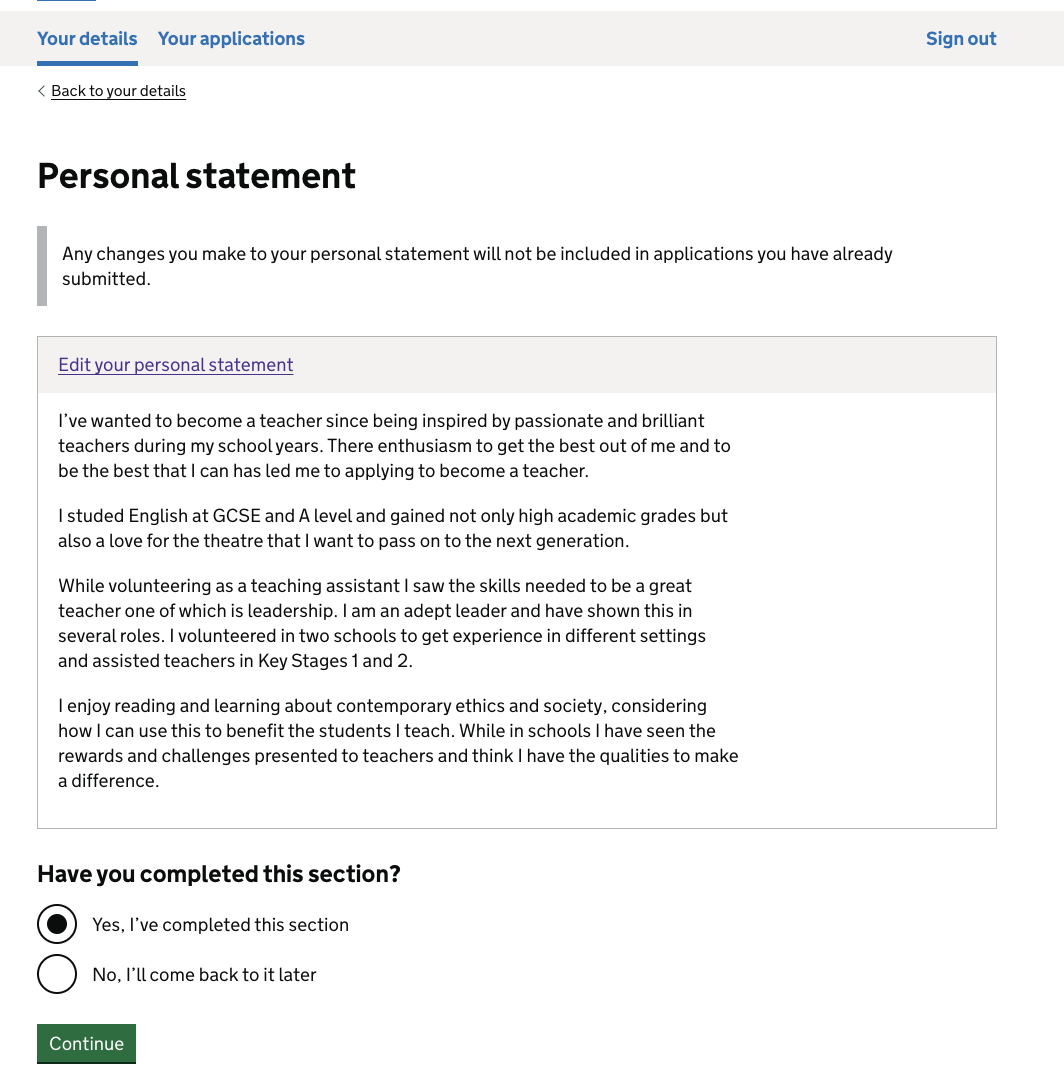 Your details Your applications Sign out
Back to your details
Personal statement
Any changes you make to your personal statement will not be included in applications you have already
submitted.
Edit your personal statement
I’ve wanted to become a teacher since being inspired by passionate and brilliant
teachers during my school years. There enthusiasm to get the best out of me and to
be the best that I can has led me to applying to become a teacher.
I studed English at GCSE and A level and gained not only high academic grades but
also a love for the theatre that I want to pass on to the next generation.
While volunteering as a teaching assistant I saw the skills needed to be a great
teacher one of which is leadership. I am an adept leader and have shown this in
several roles. I volunteered in two schools to get experience in different settings
and assisted teachers in Key Stages 1 and 2.
I enjoy reading and learning about contemporary ethics and society, considering
how I can use this to benefit the students I teach. While in schools I have seen the
rewards and challenges presented to teachers and think I have the qualities to make
a difference.
Have you completed this section?
Yes, I’ve completed this section
No, I’ll come back to it later
Continue